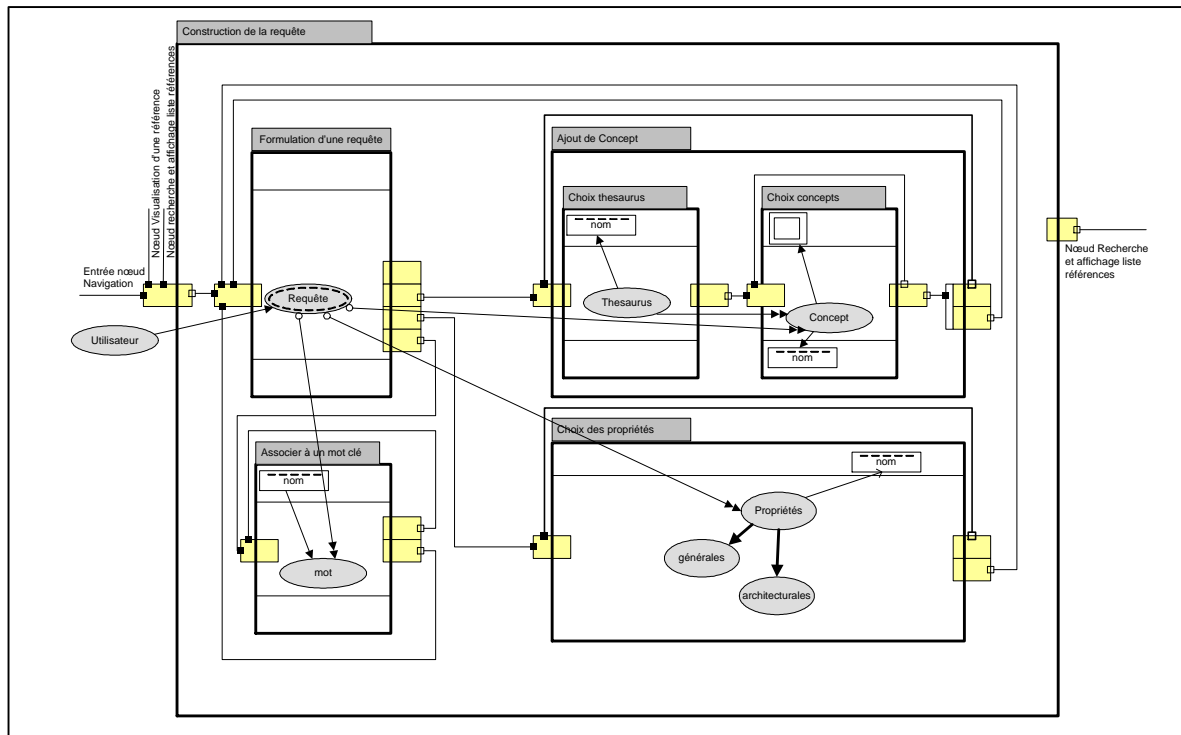 Construction de la requête
Nœud Visualisation d'une référence
Nœud recherche et affichage liste références
Formulation d'une requête
Ajout de Concept
Choix thesaurus
Choix concepts
nom
Entrée nœud
Navigation
Nœud Recherche
et affichage liste
références
Requête
Thesaurus
Concept
Utilisateur
nom
Choix des propriétés
Associer à un mot clé
nom
nom
Propriétés
générales
mot
architecturales